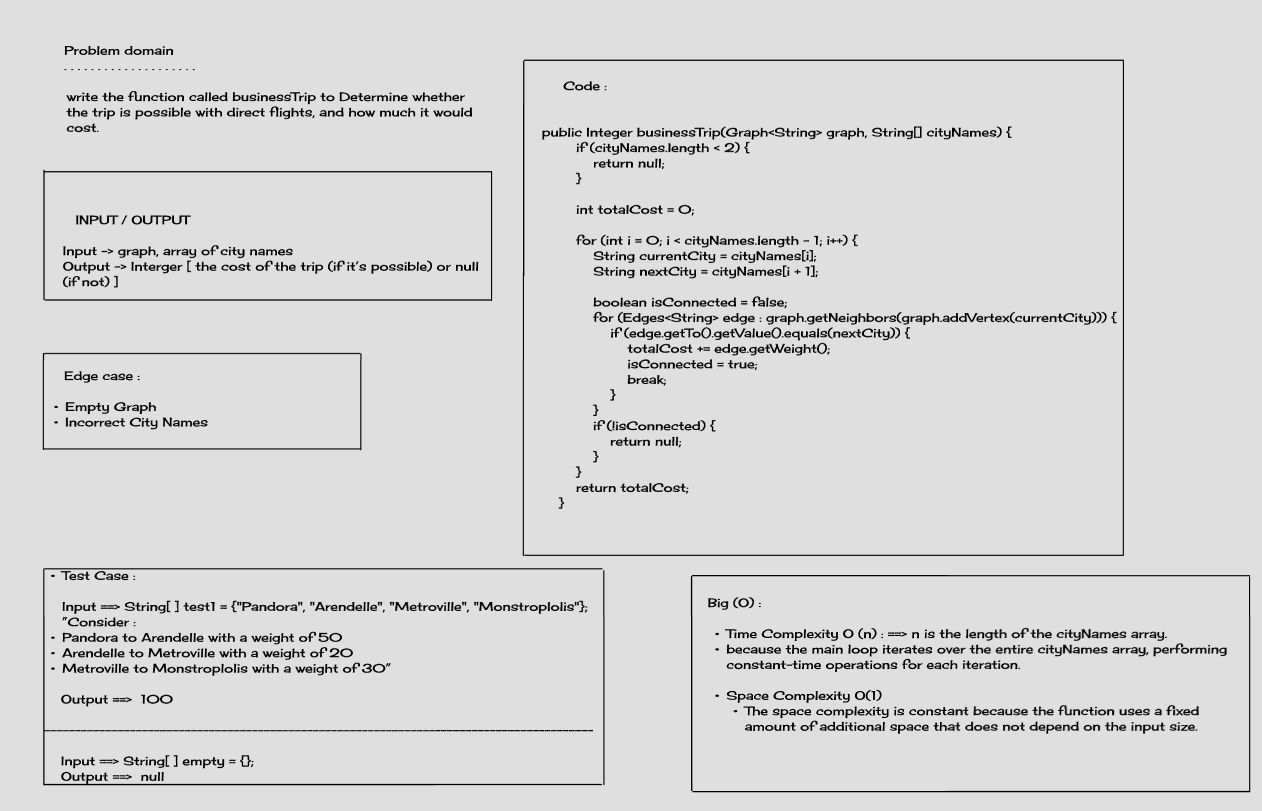 Problem domain
- - - - - - - - - - - - - - - - - - - -
write the function called businessTrip to Determine whether
the trip is possible with direct flights, and how much it would
cost.
INPUT / OUTPUT
Input -> graph, array of city names
Output -> Interger [ the cost of the trip (if it's possible) or null
(if not) ]
Edge case :
• Empty Graph
• Incorrect City Names
Code :
public Integer businessTrip(Graph<String> graph, String[] cityNames) {
if (cityNames.length < 2) {
return null;
}
int totalCost = 0;
for (int i = 0; i < cityNames.length - 1; i++) {
String currentCity = cityNames[i];
String nextCity = cityNames[i + 1];
boolean isConnected = false;
for (Edges<String> edge : graph.getNeighbors(graph.addVertex(currentCity))) {
if (edge.getTo().getValue().equals(nextCity)) {
totalCost += edge.getWeight();
isConnected = true;
break;
}
}
if (!isConnected) {
return null;
}
}
return totalCost;
}
• Test Case :
Input ==> String[ ] test1 = {"Pandora", "Arendelle", "Metroville", "Monstroplolis"};
"Consider :
• Pandora to Arendelle with a weight of 50
• Arendelle to Metroville with a weight of 20
• Metroville to Monstroplolis with a weight of 30"
Output ==> 100
Input ==> String[ ] empty = {};
Output ==> null
Big (O) :
• Time Complexity O (n) : ==> n is the length of the cityNames array.
• because the main loop iterates over the entire cityNames array, performing
constant-time operations for each iteration.
• Space Complexity O(1)
• The space complexity is constant because the function uses a fixed
amount of additional space that does not depend on the input size.